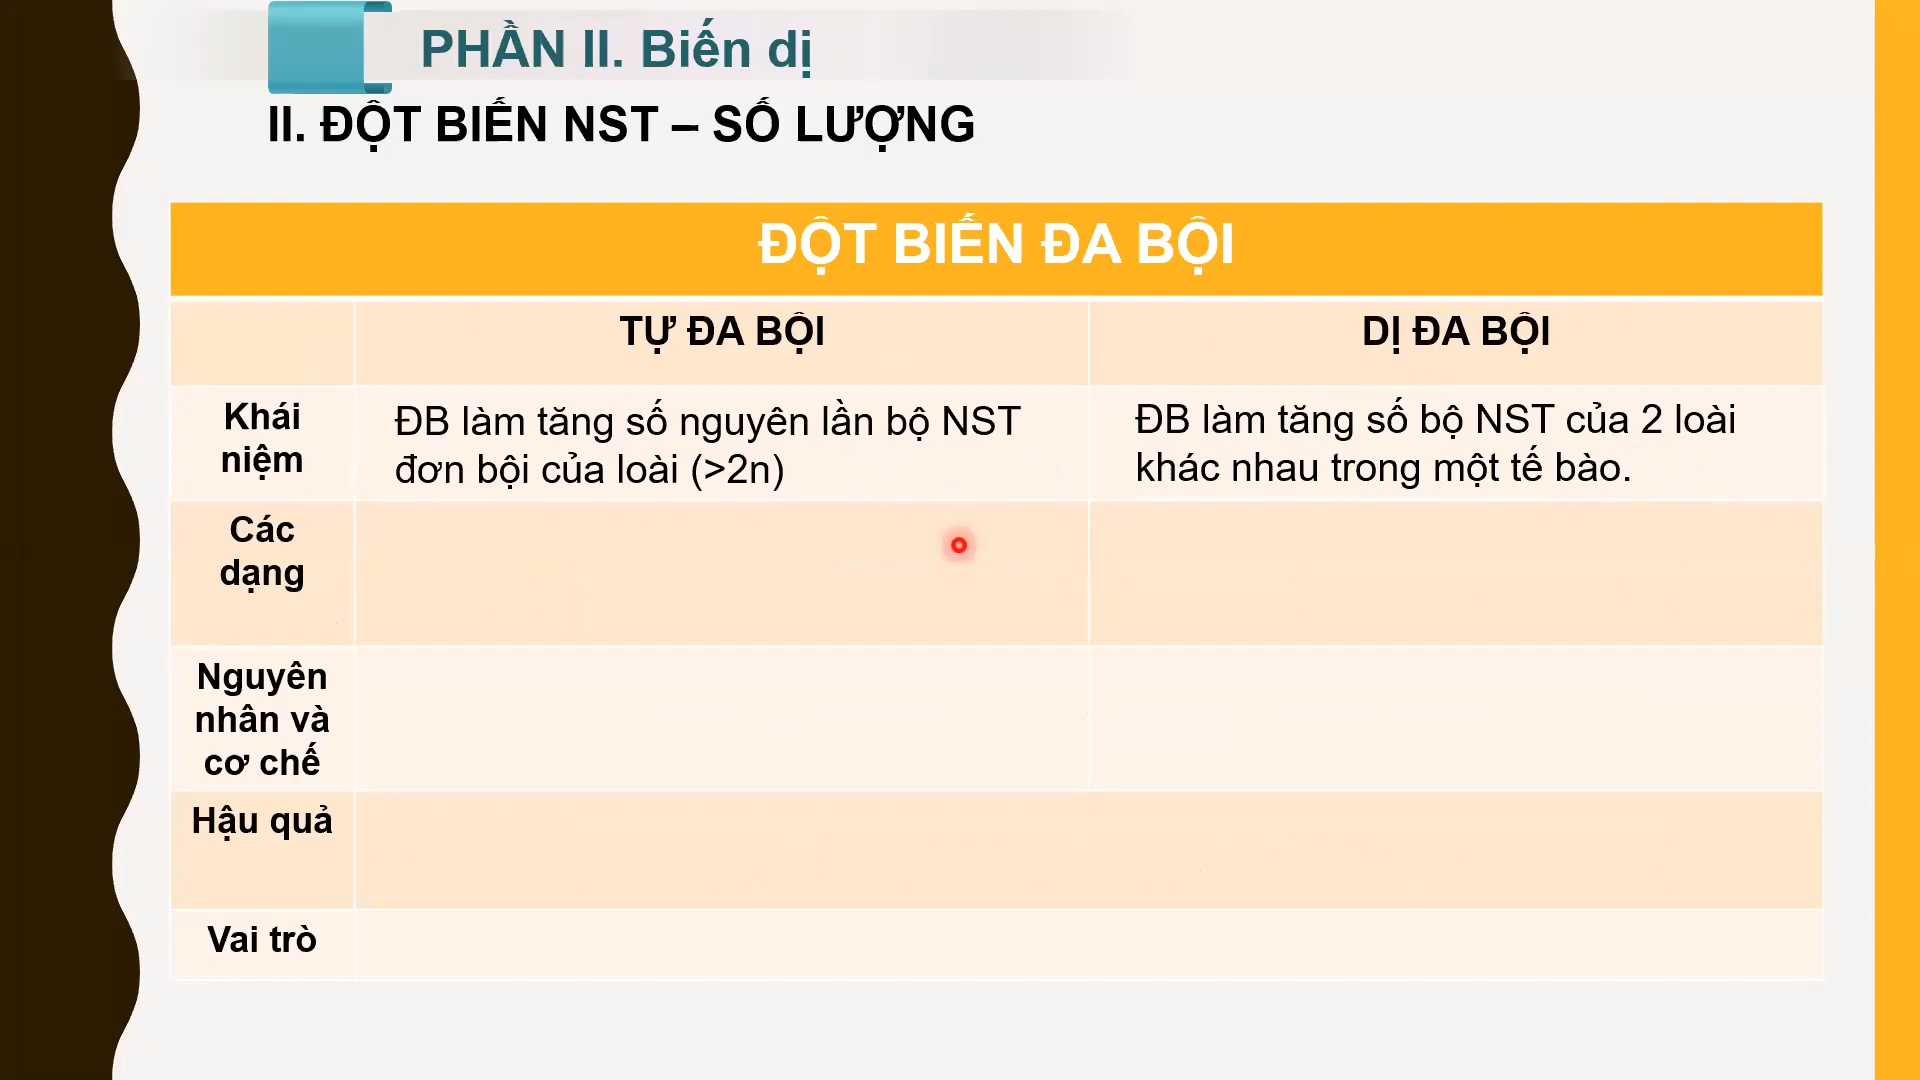 PHẦN II. Biến dị
II. ĐỘT BIẾN NST – SỐ LƯỢNG
ĐỘT BIẾN ĐA BỘI
TỰ ĐA BỘI
DỊ ĐA BỘI
Khái
niệm
ĐB làm tăng số nguyên lần bộ NST
đơn bội của loài (>2n)
ĐB làm tăng số bộ NST của 2 loài
khác nhau trong một tế bào.
Các
dạng
Nguyên
nhân và
cơ chế
Hậu quả
Vai trò